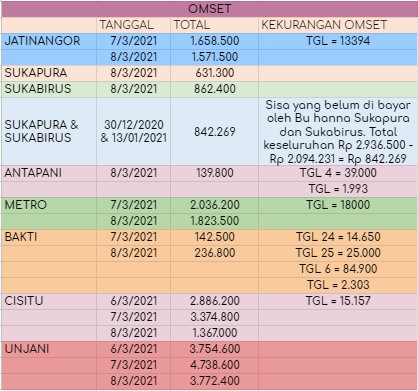 OMSET
TANGGAL TOTAL KEKURANGAN OMSET
JATINANGOR 7/3/2021 1.658.500 TGL = 13394
8/3/2021 1.571.500
SUKAPURA 8/3/2021 631.300
SUKABIRUS 8/3/2021 862.400
SUKAPURA & SUKABIRUS 30/12/2020 & 13/01/2021 842.269 Sisa yang belum di bayar
oleh Bu hanna Sukapura
dan Sukabirus. Total
keseluruhan Rp 2.936.500 -
Rp 2.094.231 = Rp 842.269
ANTAPANI 8/3/2021 139.800 TGL 4 = 39.000
TGL = 1.993
METRO 7/3/2021 2.036.200 TGL = 18000
8/3/2021 1.823.500
BAKTI 7/3/2021 142.500 TGL 24 = 14.650
8/3/2021 236.800 TGL 25 = 25.000
TGL 6 = 84.900
TGL = 2.303
CISITU 6/3/2021 2.886.200 TGL = 15.157
7/3/2021 3.374.800
8/3/2021 1.367.000
UNJANI 6/3/2021 3.754.600
7/3/2021 4.738.600
8/3/2021 3.772.400